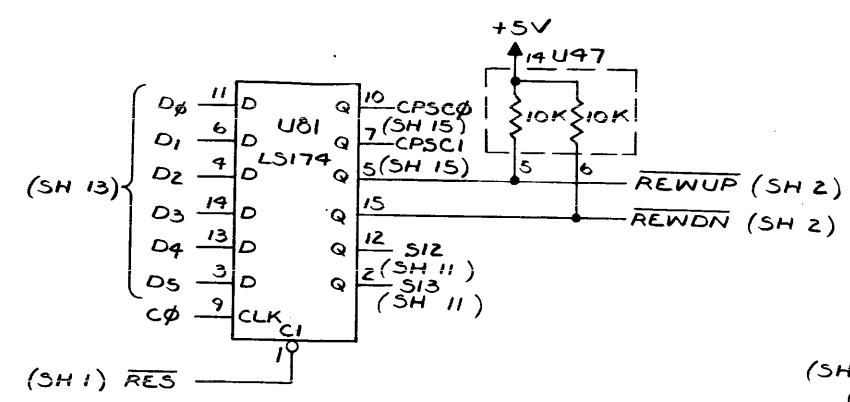 +5V
14 U47
10K 10K
5 6
D0 11 D Q 10 CPSC0
(SH 15)
D1 6 D U81 Q 7 CPSC1
(SH 15)
D2 4 D LS174 Q 5 REWUP (SH 2)
(SH 13) D3 14 D Q 15 REWDN (SH 2)
D4 13 D Q 12 S12
(SH 11)
D5 3 D Q 2 S13
(SH 11)
C0 9 CLK
C1
1
(SH 1) RES
(SH
(